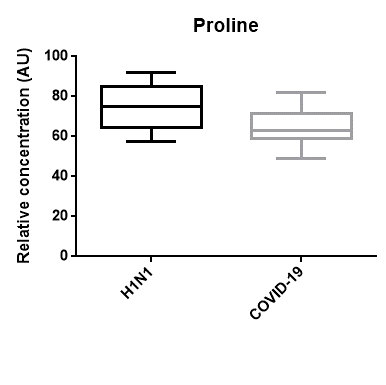 Proline
Relative concentration (AU)
100
80
60
40
20
0
H1N1
COVID-19